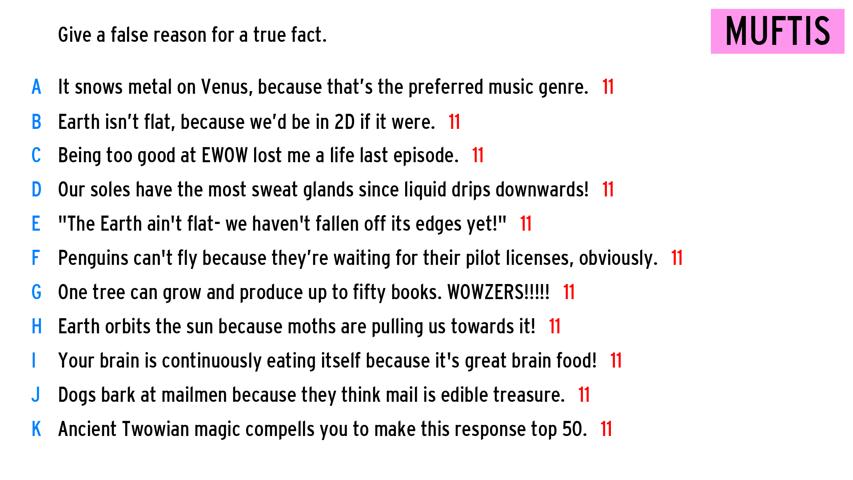 Give a false reason for a true fact.
MUFTIS
A It snows metal on Venus, because that's the preferred music genre. 11
B Earth isn't flat, because we'd be in 2D if it were. 11
C Being too good at EWOW lost me a life last episode. 11
D Our soles have the most sweat glands since liquid drips downwards! 11
E "The Earth ain't flat- we haven't fallen off its edges yet!" 11
F Penguins can't fly because they're waiting for their pilot licenses, obviously. 11
G One tree can grow and produce up to fifty books. WOWZERS!!!!! 11
H Earth orbits the sun because moths are pulling us towards it! 11
I Your brain is continuously eating itself because it's great brain food! 11
J Dogs bark at mailmen because they think mail is edible treasure. 11
K Ancient Twowian magic compells you to make this response top 50. 11